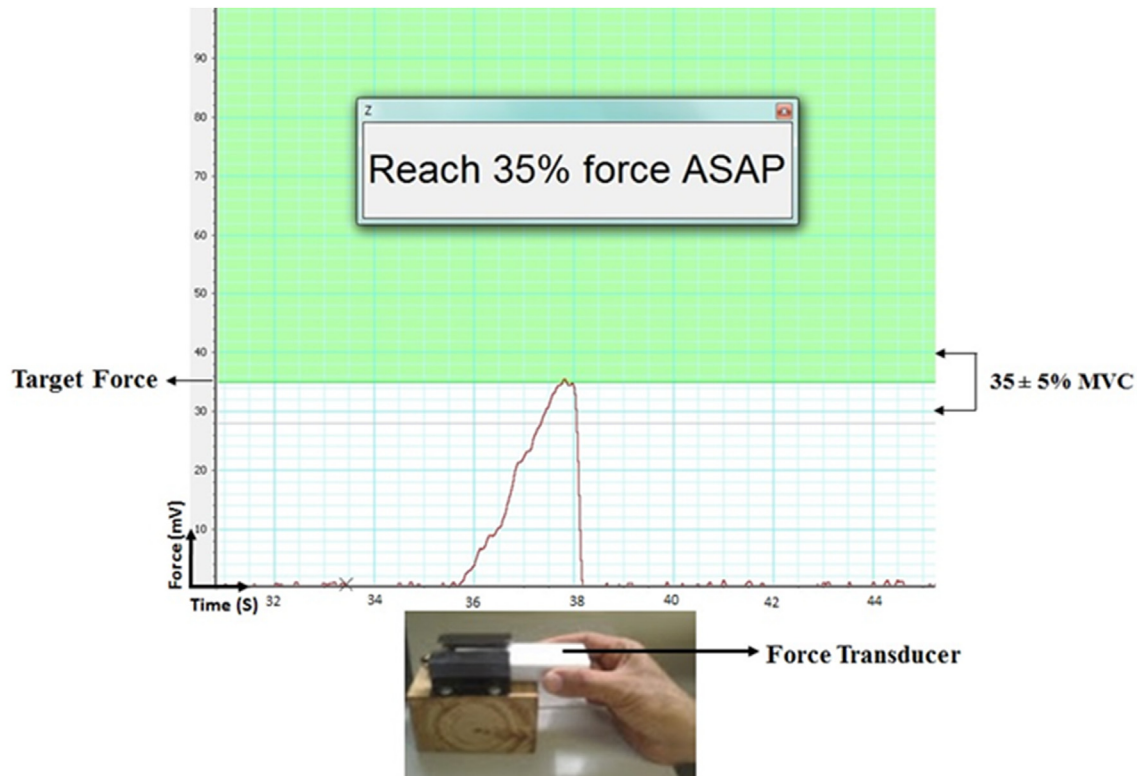 90
Z
80
Reach 35% force ASAP
70
60
50
40
Target Force
35 ± 5% MVC
30
20
10
Force (mV)
Time (S)
32 34 36 38 40 42 44
Force Transducer